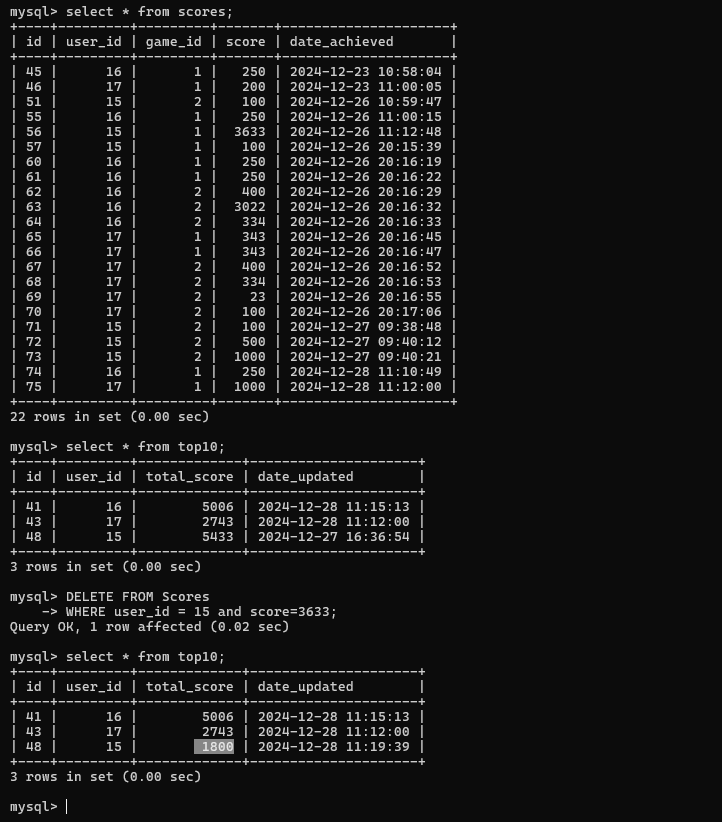 mysql> select * from scores;
+----+---------+---------+-------+---------------------+
| id | user_id | game_id | score | date_achieved       |
+----+---------+---------+-------+---------------------+
| 45 |      16 |       1 |   250 | 2024-12-23 10:58:04 |
| 46 |      17 |       1 |   200 | 2024-12-23 11:00:05 |
| 51 |      15 |       2 |   100 | 2024-12-26 10:59:47 |
| 55 |      16 |       1 |   250 | 2024-12-26 11:00:15 |
| 56 |      15 |       1 |  3633 | 2024-12-26 11:12:48 |
| 57 |      15 |       1 |   100 | 2024-12-26 20:15:39 |
| 60 |      16 |       1 |   250 | 2024-12-26 20:16:19 |
| 61 |      16 |       1 |   250 | 2024-12-26 20:16:22 |
| 62 |      16 |       2 |   400 | 2024-12-26 20:16:29 |
| 63 |      16 |       2 |  3022 | 2024-12-26 20:16:32 |
| 64 |      16 |       2 |   334 | 2024-12-26 20:16:33 |
| 65 |      17 |       1 |   343 | 2024-12-26 20:16:45 |
| 66 |      17 |       1 |   343 | 2024-12-26 20:16:47 |
| 67 |      17 |       2 |   400 | 2024-12-26 20:16:52 |
| 68 |      17 |       2 |   334 | 2024-12-26 20:16:53 |
| 69 |      17 |       2 |    23 | 2024-12-26 20:16:55 |
| 70 |      17 |       2 |   100 | 2024-12-26 20:17:06 |
| 71 |      15 |       2 |   100 | 2024-12-27 09:38:48 |
| 72 |      15 |       2 |   500 | 2024-12-27 09:40:12 |
| 73 |      15 |       2 |  1000 | 2024-12-27 09:40:21 |
| 74 |      16 |       1 |   250 | 2024-12-28 11:10:49 |
| 75 |      17 |       1 |  1000 | 2024-12-28 11:12:00 |
+----+---------+---------+-------+---------------------+
22 rows in set (0.00 sec)
mysql> select * from top10;
+----+---------+-------------+---------------------+
| id | user_id | total_score | date_updated        |
+----+---------+-------------+---------------------+
| 41 |      16 |        5006 | 2024-12-28 11:15:13 |
| 43 |      17 |        2743 | 2024-12-28 11:12:00 |
| 48 |      15 |        5433 | 2024-12-27 16:36:54 |
+----+---------+-------------+---------------------+
3 rows in set (0.00 sec)
mysql> DELETE FROM Scores
    -> WHERE user_id = 15 and score=3633;
Query OK, 1 row affected (0.02 sec)
mysql> select * from top10;
+----+---------+-------------+---------------------+
| id | user_id | total_score | date_updated        |
+----+---------+-------------+---------------------+
| 41 |      16 |        5006 | 2024-12-28 11:15:13 |
| 43 |      17 |        2743 | 2024-12-28 11:12:00 |
| 48 |      15 |        1800 | 2024-12-28 11:19:39 |
+----+---------+-------------+---------------------+
3 rows in set (0.00 sec)
mysql>